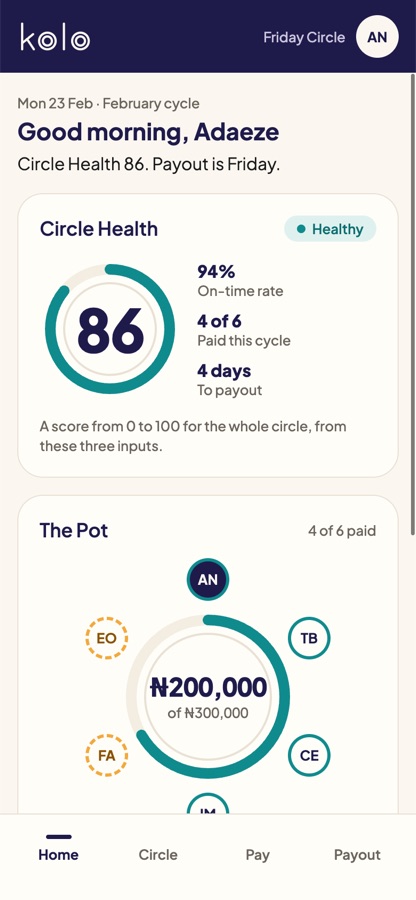 kolo
Friday Circle
AN
Mon 23 Feb · February cycle
Good morning, Adaeze
Circle Health 86. Payout is Friday.
Circle Health
Healthy
86
94%
On-time rate
4 of 6
Paid this cycle
4 days
To payout
A score from 0 to 100 for the whole circle, from
these three inputs.
The Pot
4 of 6 paid
AN
EO
TB
₦200,000
of ₦300,000
FA
CE
Home
Circle
Pay
Payout